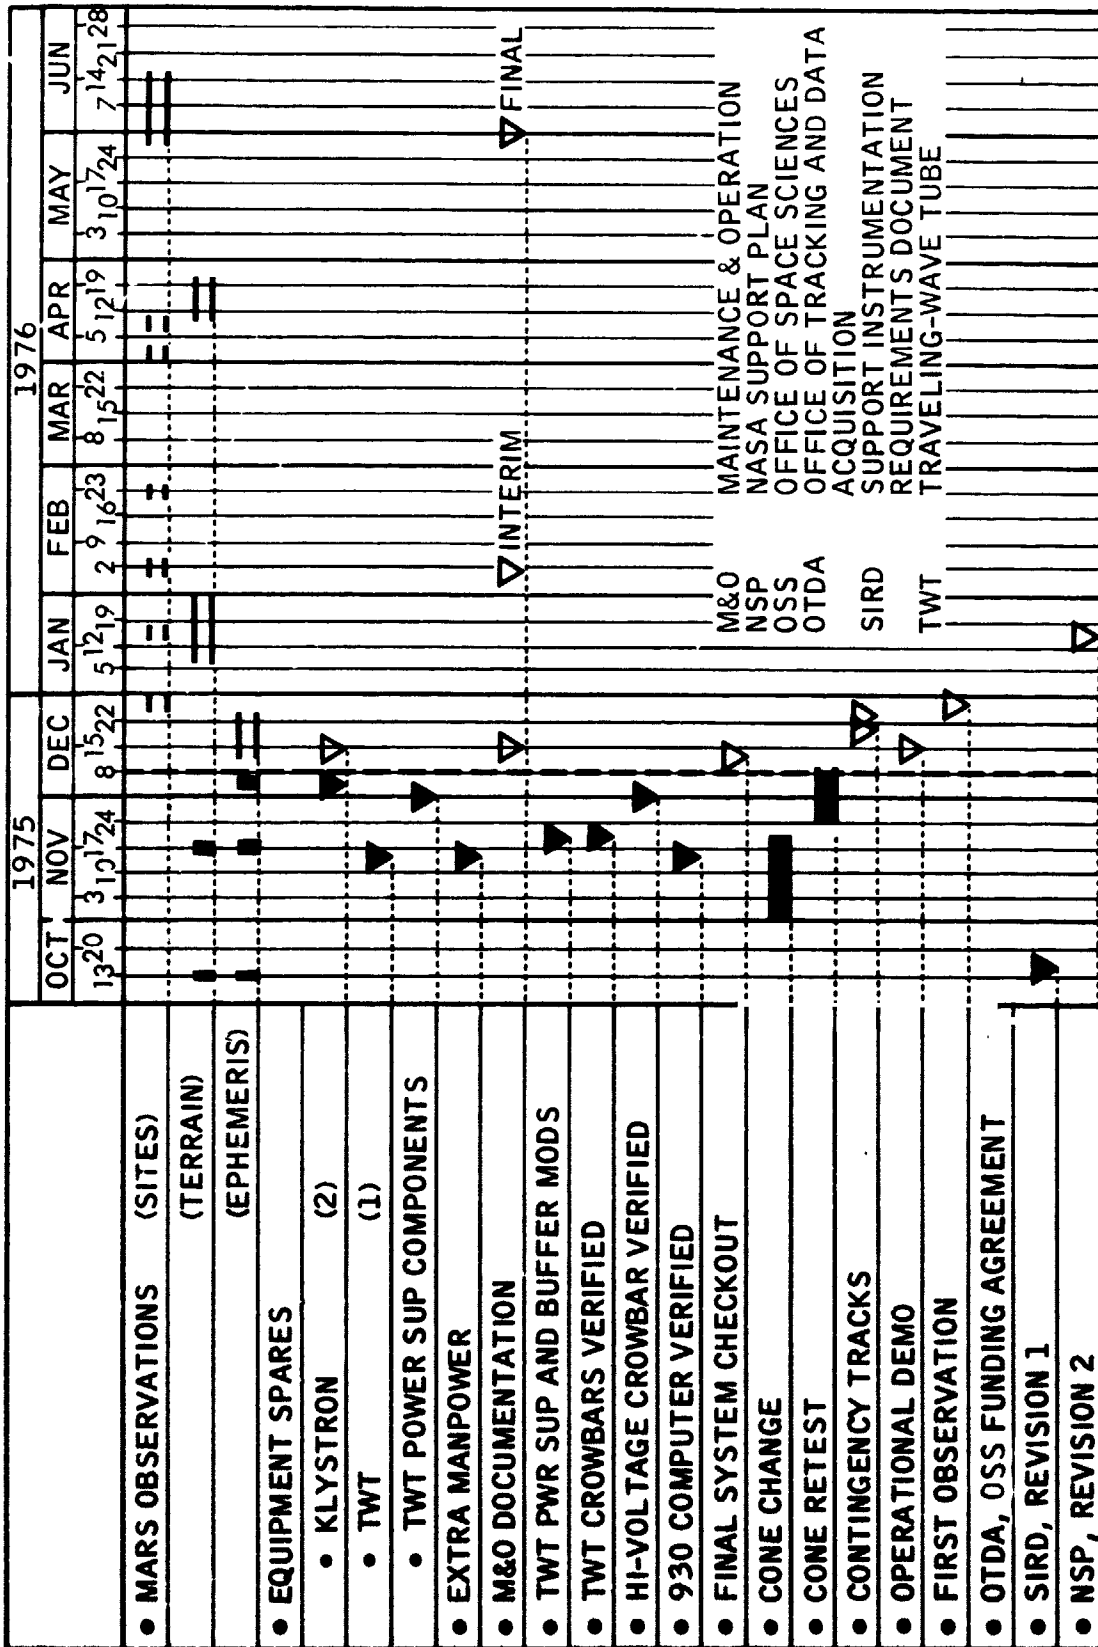 1975 1976
OCT NOV DEC JAN FEB MAR APR MAY JUN
13 20 3 10 17 24 8 15 22 5 12 19 2 9 16 23 8 15 22 5 12 19 3 10 17 24 7 14 21 28
• MARS OBSERVATIONS (SITES)
(TERRAIN)
(EPHEMERIS)
• EQUIPMENT SPARES
• KLYSTRON (2)
• TWT (1)
• TWT POWER SUP COMPONENTS
• EXTRA MANPOWER
• M&O DOCUMENTATION INTERIM FINAL
• TWT PWR SUP AND BUFFER MODS
• TWT CROWBARS VERIFIED
• HI-VOLTAGE CROWBAR VERIFIED
• 930 COMPUTER VERIFIED
• FINAL SYSTEM CHECKOUT
• CONE CHANGE
• CONE RETEST
• CONTINGENCY TRACKS
• OPERATIONAL DEMO
• FIRST OBSERVATION
• OTDA, OSS FUNDING AGREEMENT
• SIRD, REVISION 1
• NSP, REVISION 2
M&O MAINTENANCE & OPERATION
NSP NASA SUPPORT PLAN
OSS OFFICE OF SPACE SCIENCES
OTDA OFFICE OF TRACKING AND DATA
ACQUISITION
SIRD SUPPORT INSTRUMENTATION
REQUIREMENTS DOCUMENT
TWT TRAVELING-WAVE TUBE